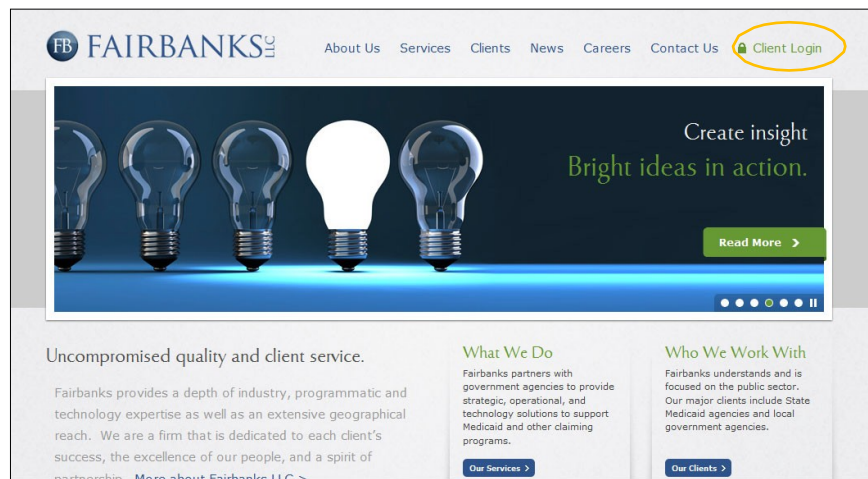 FB FAIRBANKS LLC
About Us Services Clients News Careers Contact Us Client Login
Create insight
Bright ideas in action.
Read More
Uncompromised quality and client service.
Fairbanks provides a depth of industry, programmatic and
technology expertise as well as an extensive geographical
reach. We are a firm that is dedicated to each client's
success, the excellence of our people, and a spirit of
partnership. More about Fairbanks LLC >
What We Do
Fairbanks partners with
government agencies to provide
strategic, operational, and
technology solutions to support
Medicaid and other claiming
programs.
Our Services >
Who We Work With
Fairbanks understands and is
focused on the public sector.
Our major clients include State
Medicaid agencies and local
government agencies.
Our Clients >